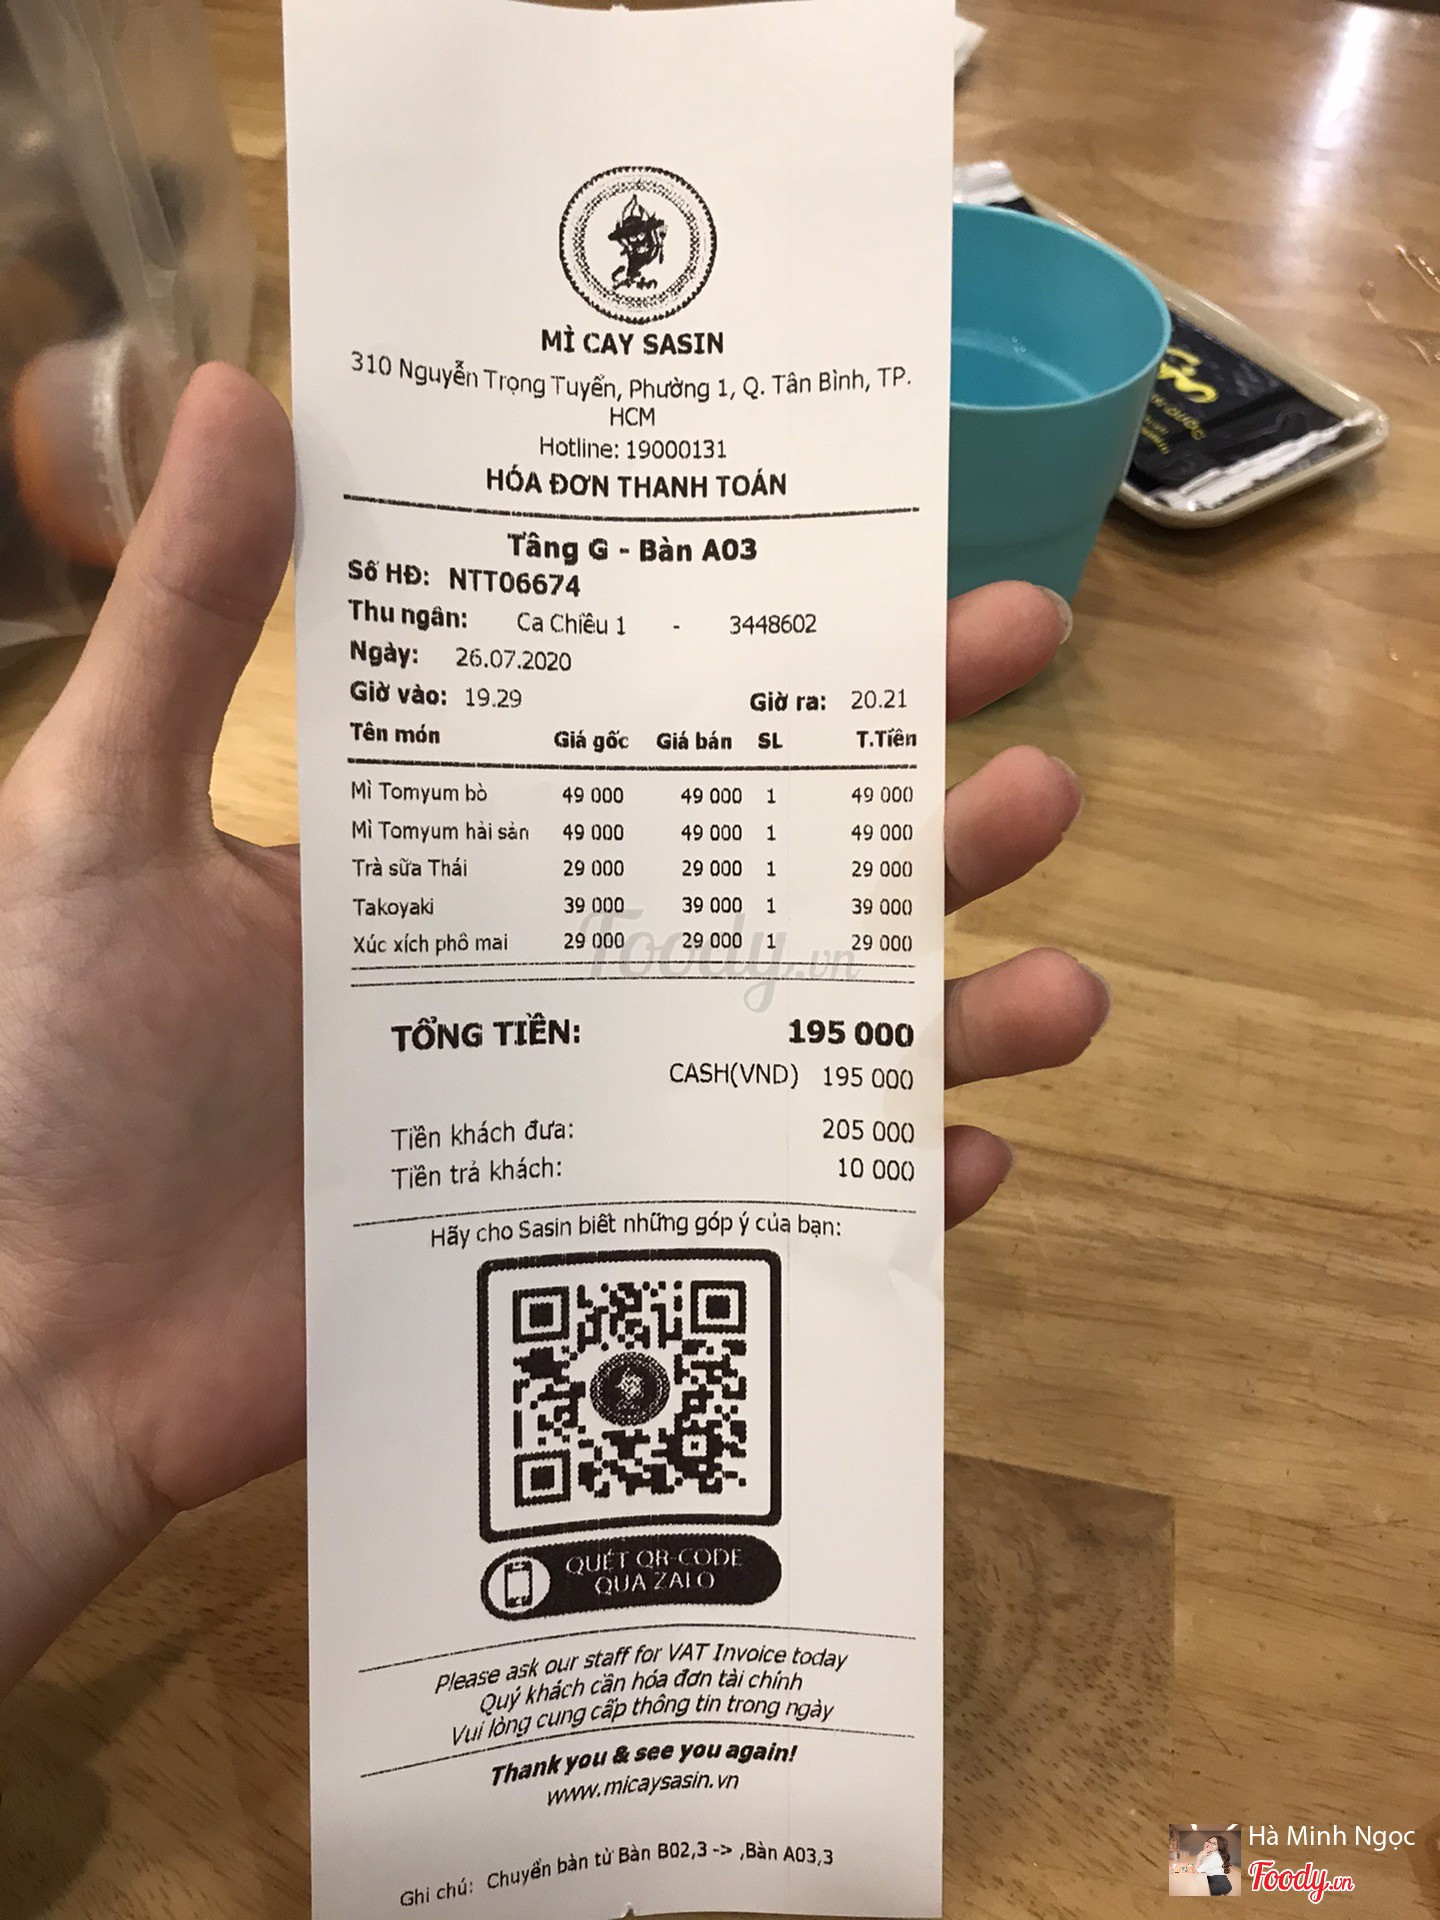 Sasin
MÌ CAY SASIN
310 Nguyễn Trọng Tuyển, Phường 1, Q. Tân Bình, TP.
HCM
Hotline: 19000131
HÓA ĐƠN THANH TOÁN
Tầng G - Bàn A03
Số HĐ: NTT06674
Thu ngân: Ca Chiều 1 - 3448602
Ngày: 26.07.2020
Giờ vào: 19.29 Giờ ra: 20.21
Tên món Giá gốc Giá bán SL T.Tiền
Mì Tomyum bò 49 000 49 000 1 49 000
Mì Tomyum hải sản 49 000 49 000 1 49 000
Trà sữa Thái 29 000 29 000 1 29 000
Takoyaki 39 000 39 000 1 39 000
Xúc xích phô mai 29 000 29 000 1 29 000
Foody.vn
TỔNG TIỀN: 195 000
CASH(VND) 195 000
Tiền khách đưa: 205 000
Tiền trả khách: 10 000
Hãy cho Sasin biết những góp ý của bạn:
QUÉT QR-CODE
QUA ZALO
Please ask our staff for VAT Invoice today
Quý khách cần hóa đơn tài chính
Vui lòng cung cấp thông tin trong ngày
Thank you & see you again!
www.micaysasin.vn
Ghi chú: Chuyển bàn từ Bàn B02,3 -> ,Bàn A03,3
Hà Minh Ngọc
Foody.vn